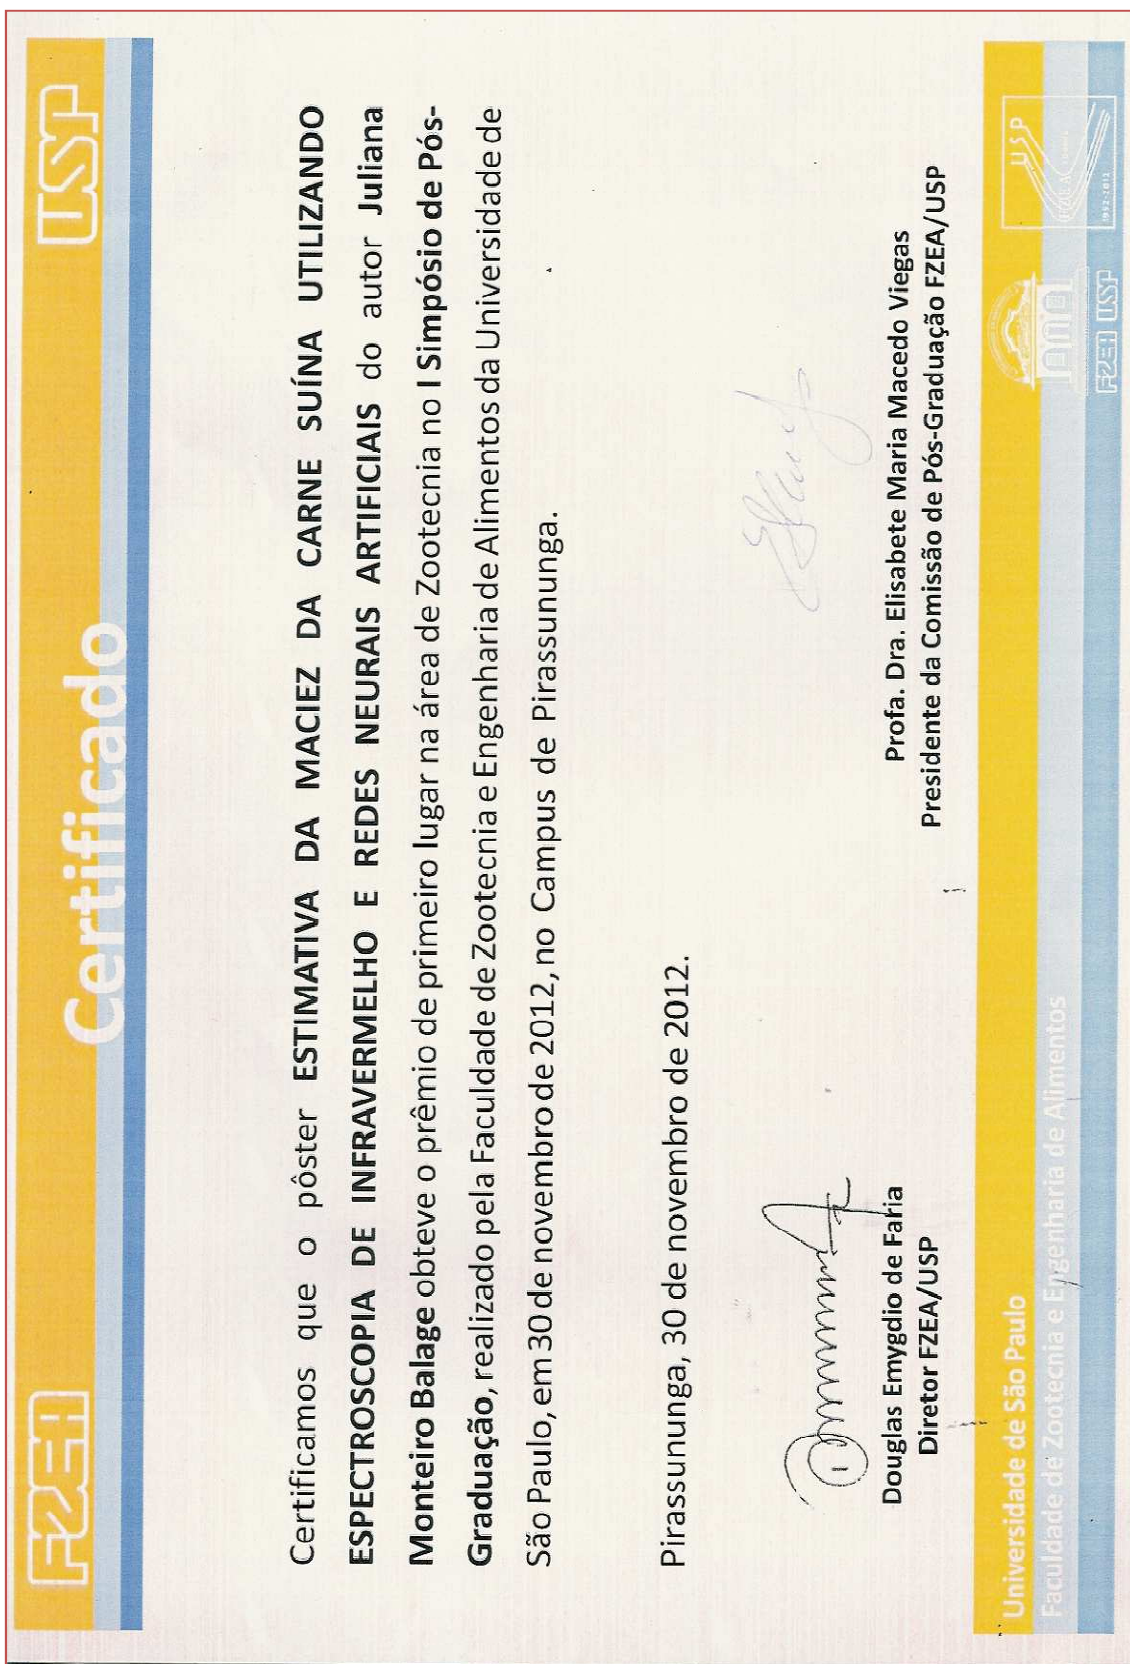 FZEA
USP
Certificado
Certificamos que o pôster ESTIMATIVA DA MACIEZ DA CARNE SUÍNA UTILIZANDO
ESPECTROSCOPIA DE INFRAVERMELHO E REDES NEURAIS ARTIFICIAIS do autor Juliana
Monteiro Balage obteve o prêmio de primeiro lugar na área de Zootecnia no I Simpósio de Pós-
Graduação, realizado pela Faculdade de Zootecnia e Engenharia de Alimentos da Universidade de
São Paulo, em 30 de novembro de 2012, no Campus de Pirassununga.
Pirassununga, 30 de novembro de 2012.
Douglas Emygdio de Faria
Diretor FZEA/USP
Profa. Dra. Elisabete Maria Macedo Viegas
Presidente da Comissão de Pós-Graduação FZEA/USP
Universidade de São Paulo
Faculdade de Zootecnia e Engenharia de Alimentos
FZEA USP
USP
1992-2012